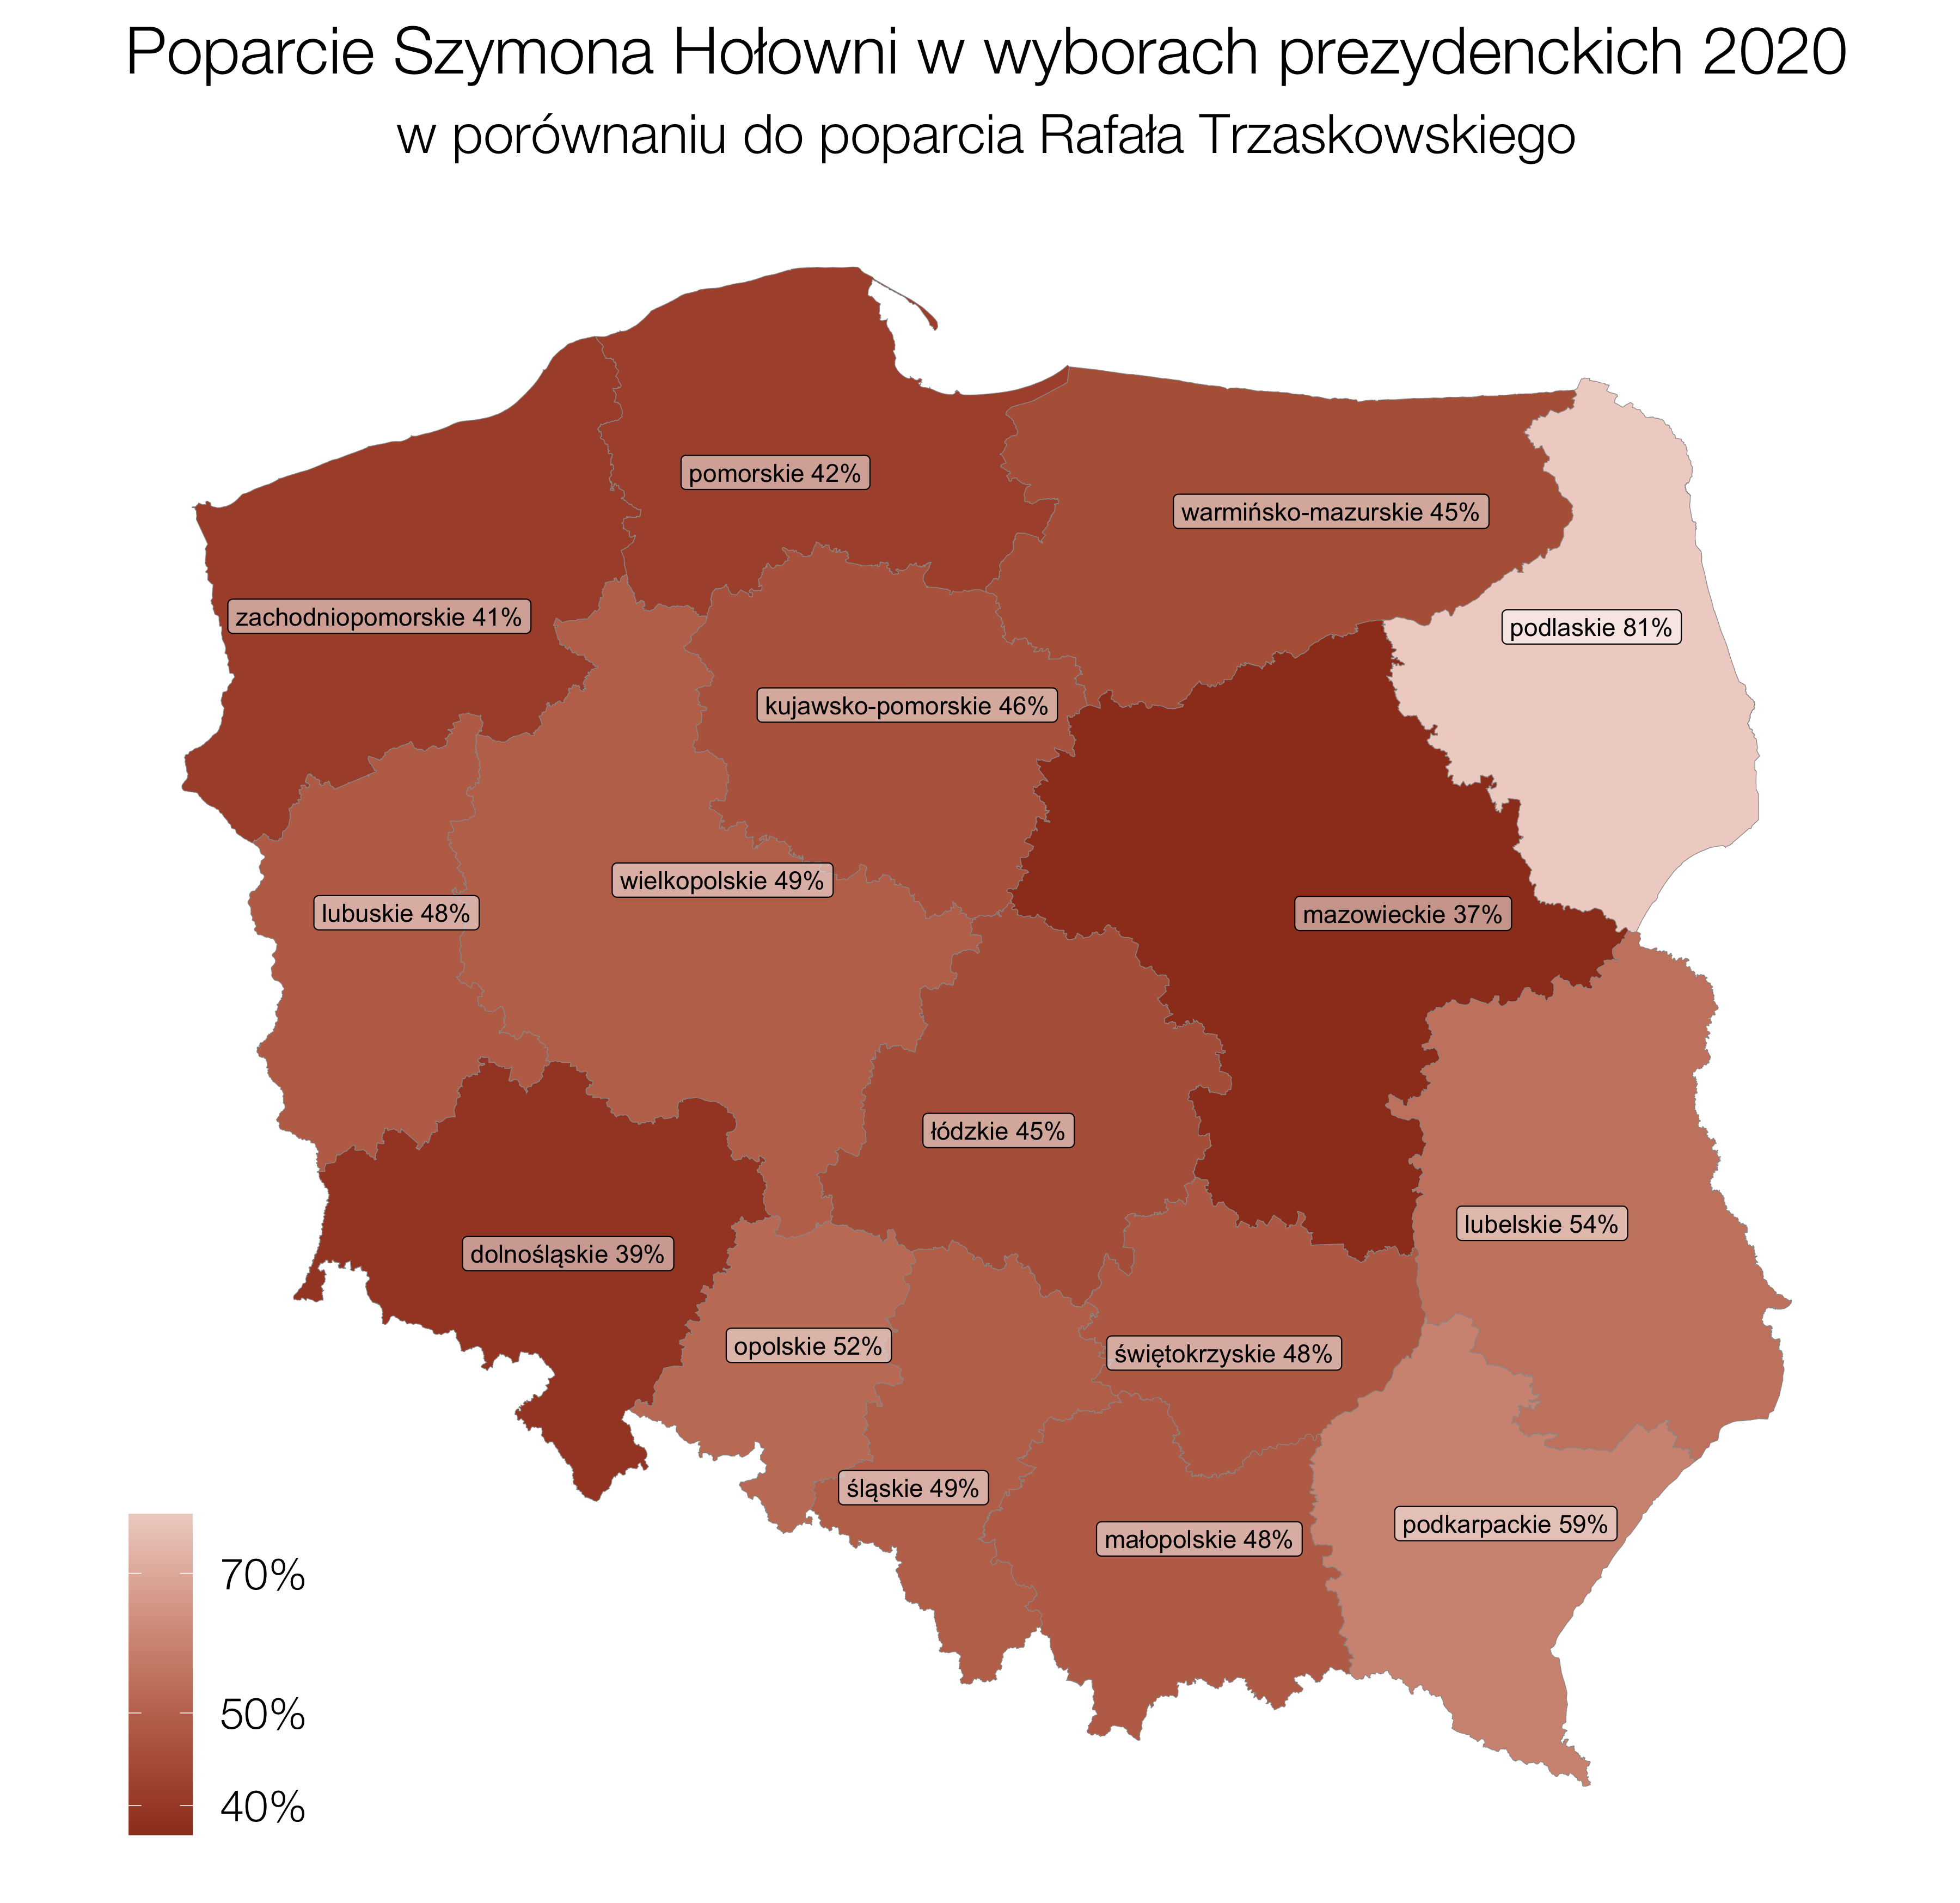 Poparcie Szymona Hołowni w wyborach prezydenckich 2020
w porównaniu do poparcia Rafała Trzaskowskiego
pomorskie 42%
warmińsko-mazurskie 45%
zachodniopomorskie 41%
podlaskie 81%
kujawsko-pomorskie 46%
wielkopolskie 49%
lubuskie 48%
mazowieckie 37%
łódzkie 45%
lubelskie 54%
dolnośląskie 39%
opolskie 52%
świętokrzyskie 48%
śląskie 49%
podkarpackie 59%
małopolskie 48%
70%
50%
40%